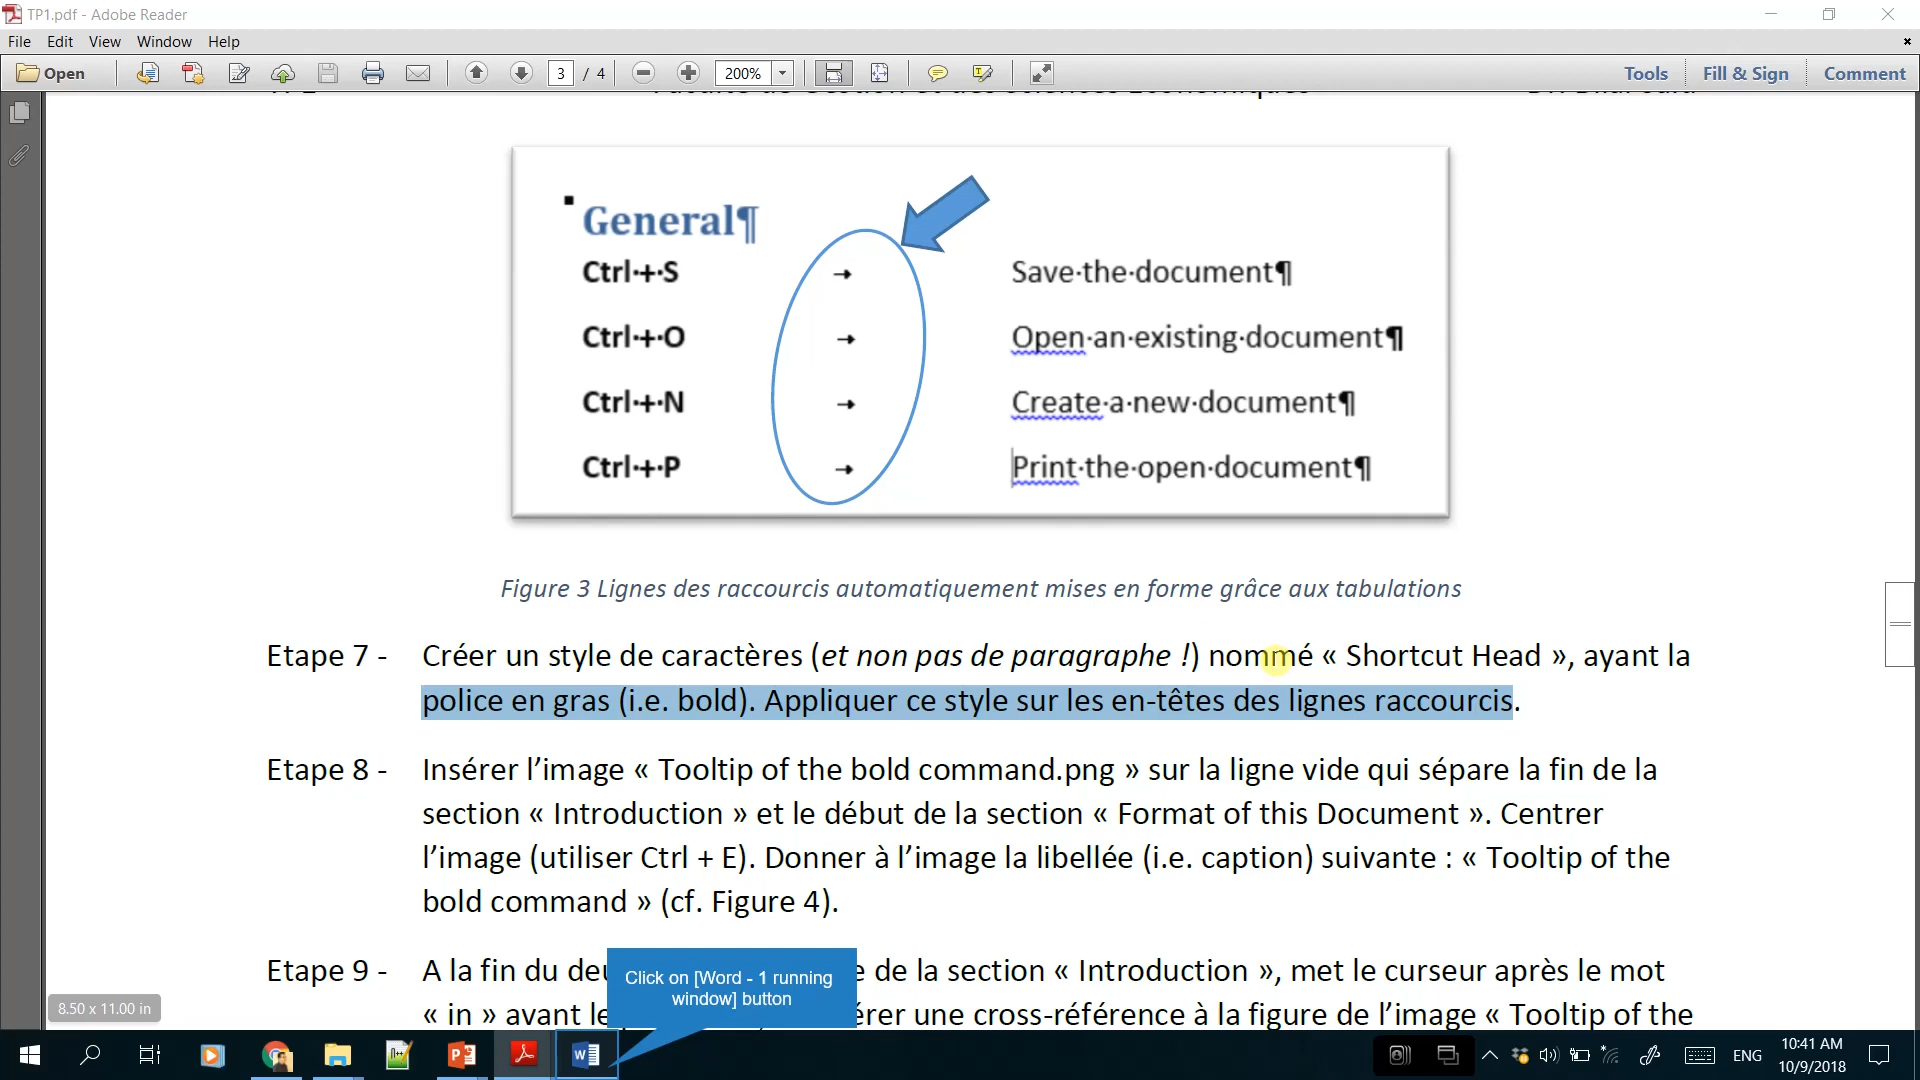 TP1.pdf - Adobe Reader
File Edit View Window Help
Open 3 / 4 200% Tools Fill & Sign Comment
General¶
Ctrl·+·S → Save·the·document¶
Ctrl·+·O → Open·an·existing·document¶
Ctrl·+·N → Create·a·new·document¶
Ctrl·+·P → Print·the·open·document¶
Figure 3 Lignes des raccourcis automatiquement mises en forme grâce aux tabulations
Etape 7 - Créer un style de caractères (et non pas de paragraphe !) nommé « Shortcut Head », ayant la
police en gras (i.e. bold). Appliquer ce style sur les en-têtes des lignes raccourcis.
Etape 8 - Insérer l’image « Tooltip of the bold command.png » sur la ligne vide qui sépare la fin de la
section « Introduction » et le début de la section « Format of this Document ». Centrer
l’image (utiliser Ctrl + E). Donner à l’image la libellée (i.e. caption) suivante : « Tooltip of the
bold command » (cf. Figure 4).
Etape 9 - A la fin du de la section « Introduction », met le curseur après le mot
« in » avant une cross-référence à la figure de l’image « Tooltip of the
Click on [Word - 1 running
window] button
8.50 x 11.00 in
ENG
10:41 AM
10/9/2018